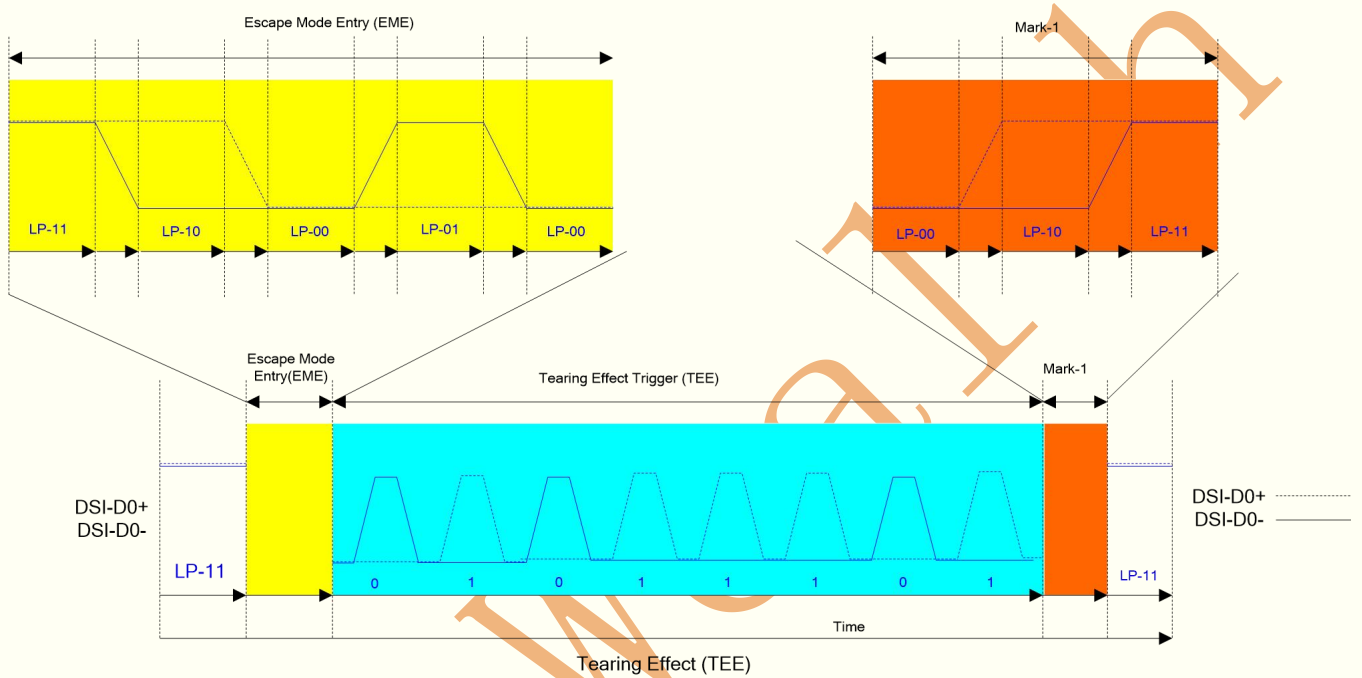 Escape Mode Entry (EME)
Mark-1
LP-11
LP-10
LP-00
LP-01
LP-00
LP-00
LP-10
LP-11
Escape Mode
Entry(EME)
Tearing Effect Trigger (TEE)
Mark-1
DSI-D0+
DSI-D0-
LP-11
0
1
0
1
1
1
0
1
LP-11
DSI-D0+
DSI-D0-
Time
Tearing Effect (TEE)